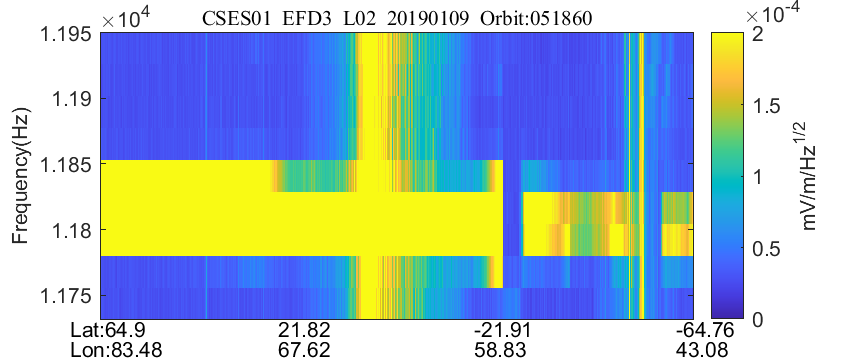 CSES01 EFD3 L02 20190109 Orbit:051860
×10⁴
×10⁻⁴
1.195
1.19
1.185
1.18
1.175
Frequency(Hz)
2
1.5
1
0.5
0
mV/m/Hz¹/²
Lat:64.9 21.82 -21.91 -64.76
Lon:83.48 67.62 58.83 43.08